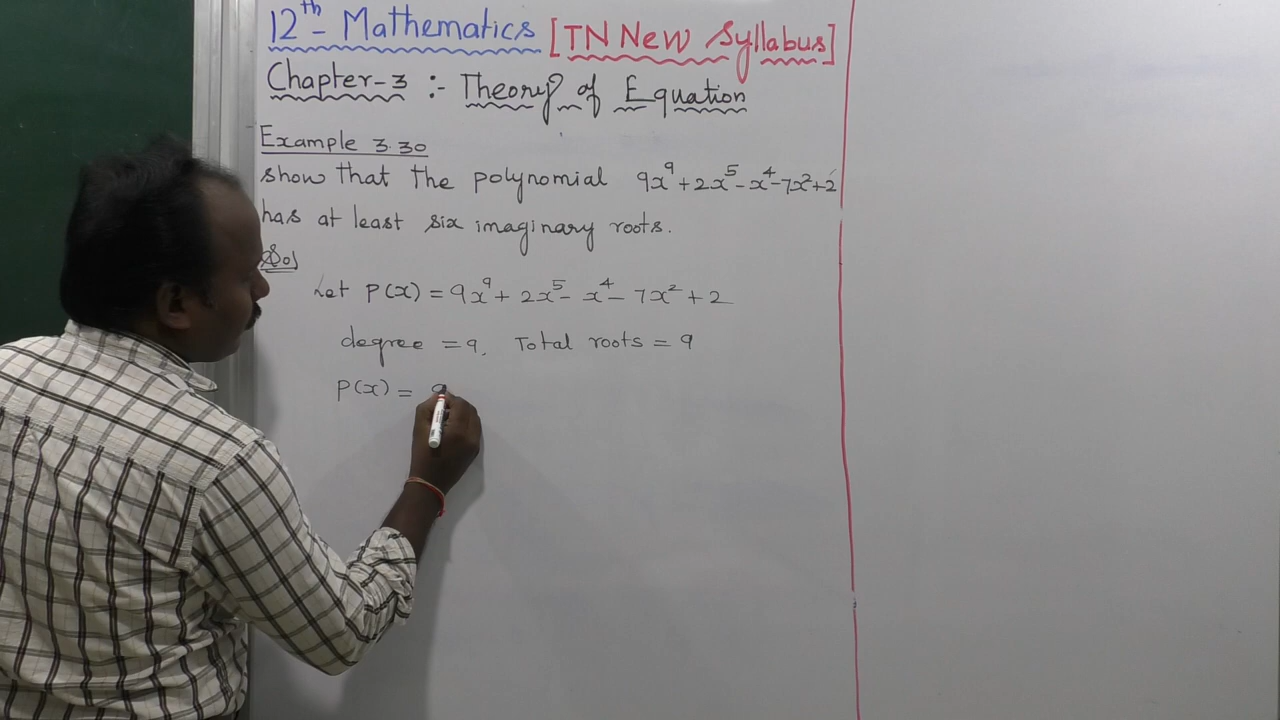 12th - Mathematics [TN New Syllabus]
Chapter-3 :- Theory of Equation
Example 3.30
show that the polynomial 9x⁹+2x⁵-x⁴-7x²+2
has at least six imaginary roots.
Sol
Let P(x) = 9x⁹ + 2x⁵ - x⁴ - 7x² + 2
degree = 9, Total roots = 9
P(x) = 9